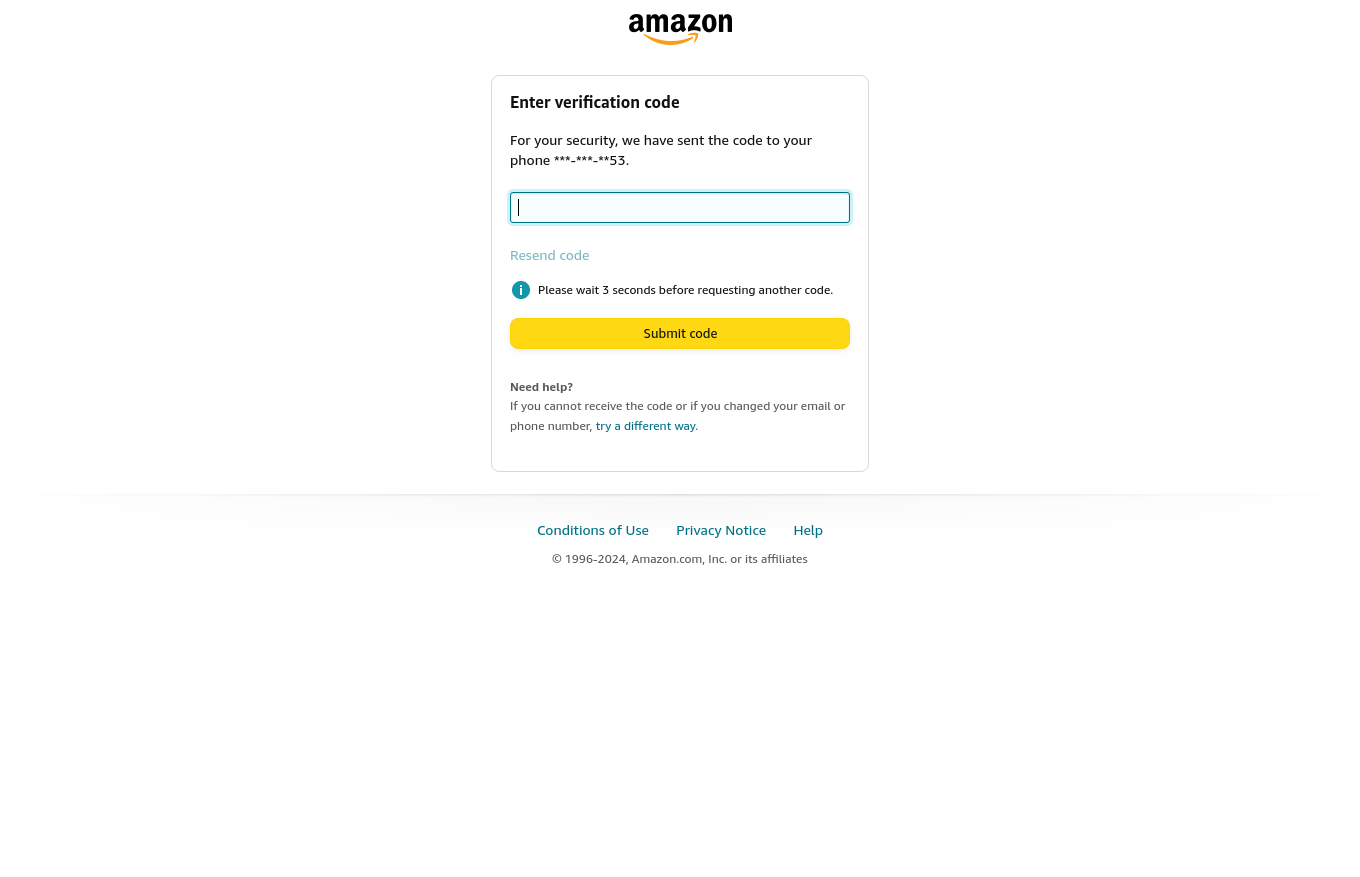 amazon
Enter verification code
For your security, we have sent the code to your
phone ***-***-**53.
Resend code
i Please wait 3 seconds before requesting another code.
Submit code
Need help?
If you cannot receive the code or if you changed your email or
phone number, try a different way.
Conditions of Use Privacy Notice Help
© 1996-2024, Amazon.com, Inc. or its affiliates